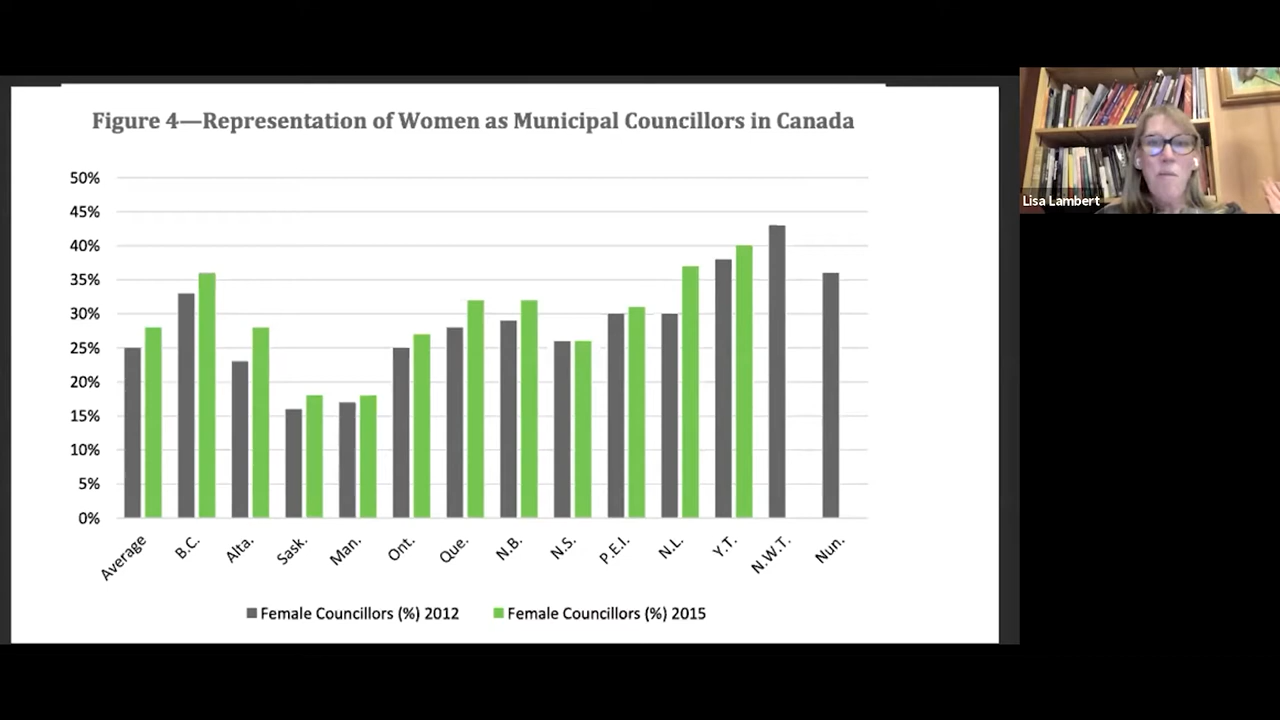 Figure 4—Representation of Women as Municipal Councillors in Canada
50%
45%
40%
35%
30%
25%
20%
15%
10%
5%
0%
Average
B.C.
Alta.
Sask.
Man.
Ont.
Que.
N.B.
N.S.
P.E.I.
N.L.
Y.T.
N.W.T.
Nun.
Female Councillors (%) 2012
Female Councillors (%) 2015
Lisa Lambert